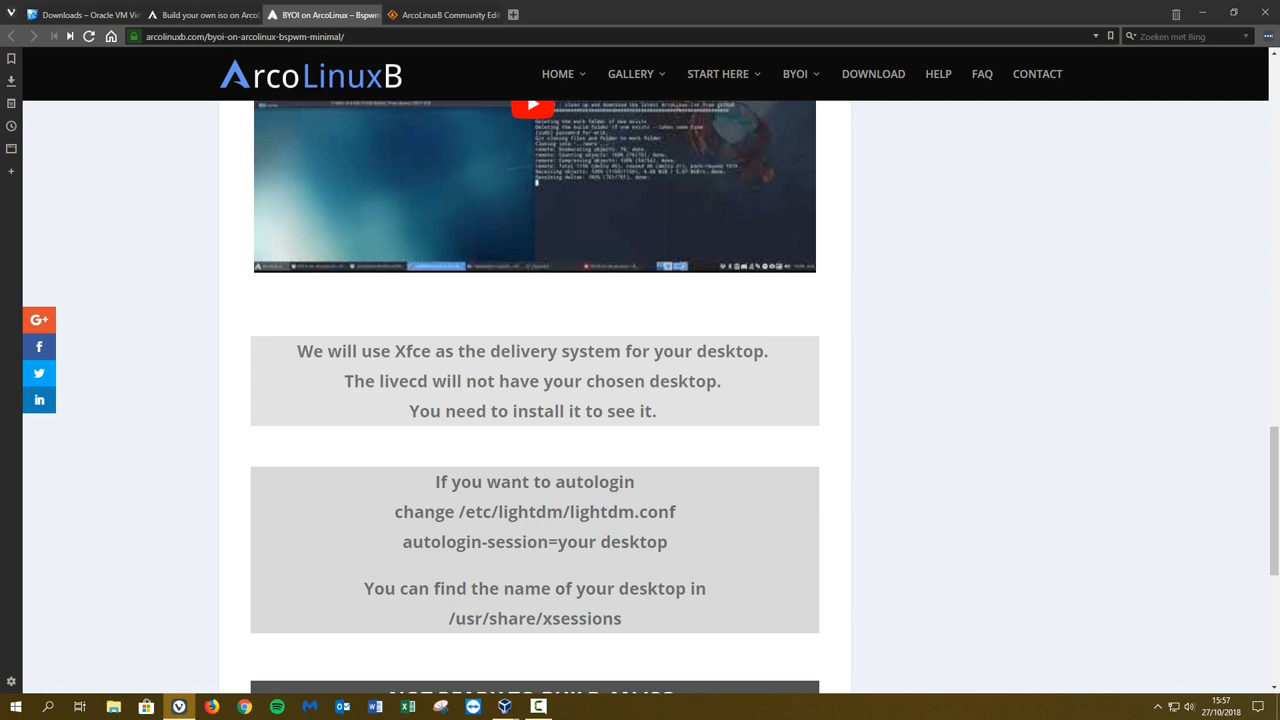 Downloads – Oracle VM Vir
Build your own iso on Arcol
BYOI on ArcoLinux – Bspwm
ArcoLinuxB Community Edit
arcolinuxb.com/byoi-on-arcolinux-bspwm-minimal/
Zoeken met Bing
ArcoLinuxB
HOME
GALLERY
START HERE
BYOI
DOWNLOAD
HELP
FAQ
CONTACT
We will use Xfce as the delivery system for your desktop.
The livecd will not have your chosen desktop.
You need to install it to see it.
If you want to autologin
change /etc/lightdm/lightdm.conf
autologin-session=your desktop
You can find the name of your desktop in
/usr/share/xsessions
15:57
27/10/2018